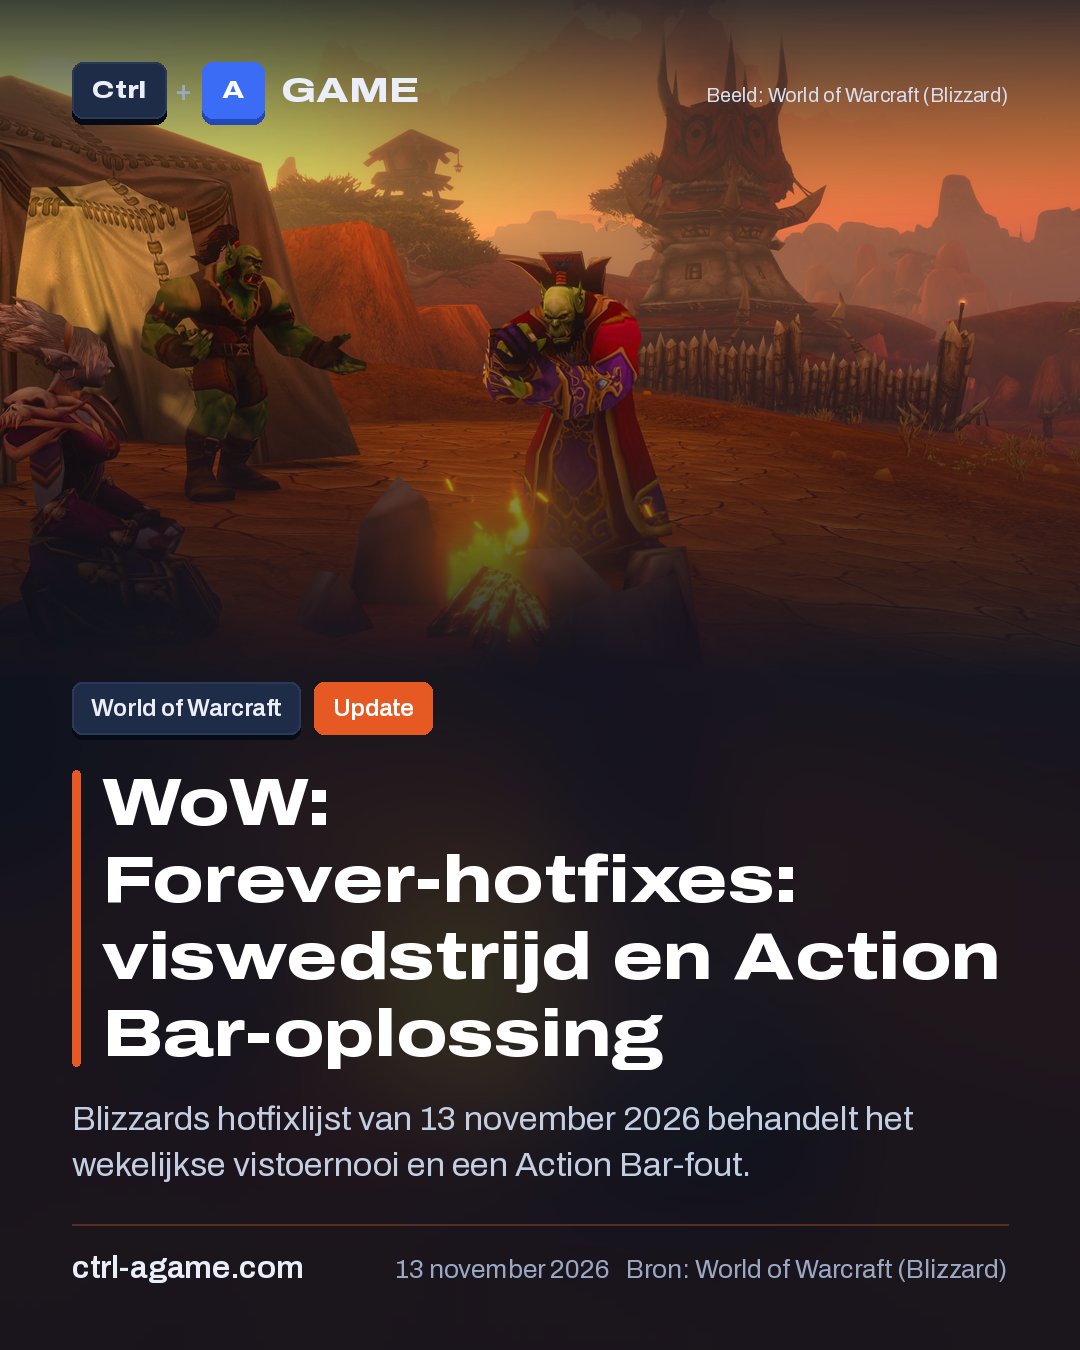 Ctrl + A GAME
Beeld: World of Warcraft (Blizzard)
World of Warcraft
Update
WoW:
Forever-hotfixes:
viswedstrijd en Action
Bar-oplossing
Blizzards hotfixlijst van 13 november 2026 behandelt het
wekelijkse vistoernooi en een Action Bar-fout.
ctrl-agame.com
13 november 2026 Bron: World of Warcraft (Blizzard)